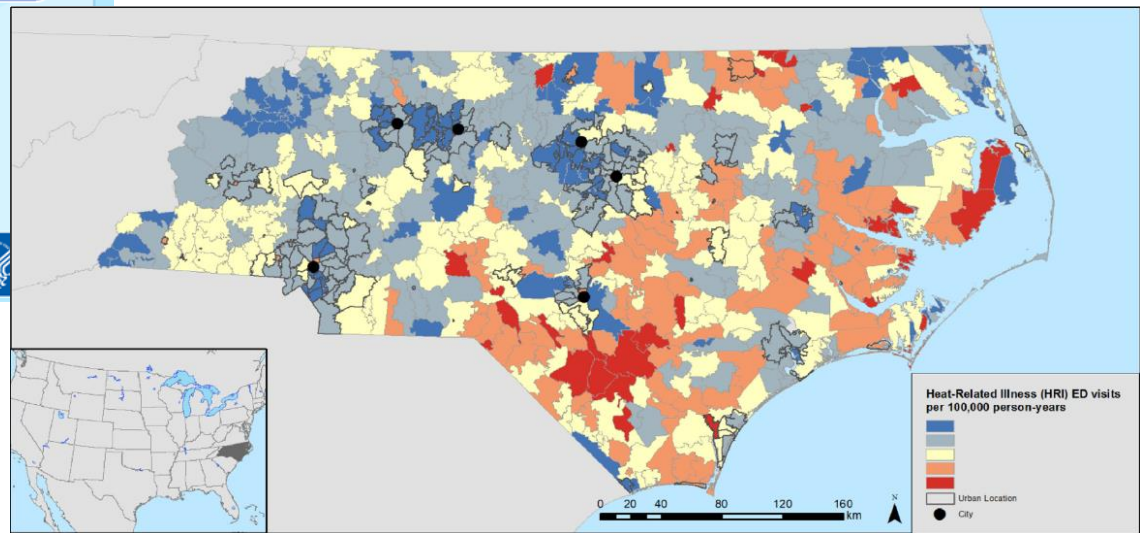 Heat-Related Illness (HRI) ED visits
per 100,000 person-years
Urban Location
City
0 20 40 80 120 160
km
N